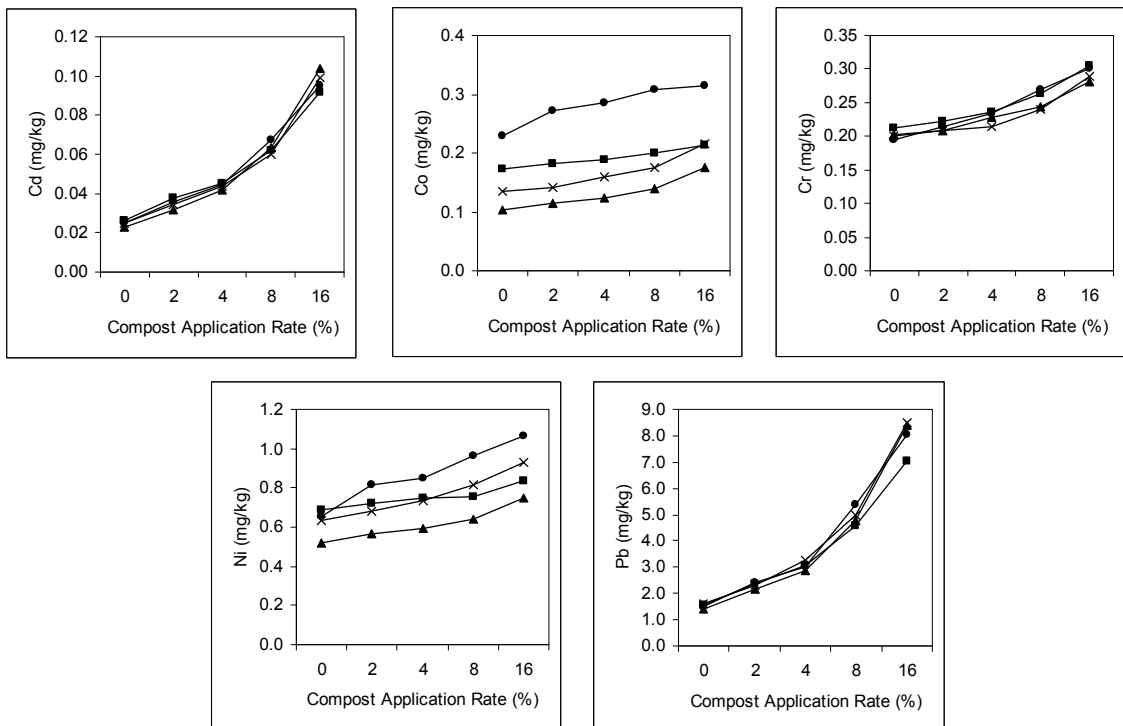 Cd (mg/kg)
0.12
0.10
0.08
0.06
0.04
0.02
0.00
0 2 4 8 16
Compost Application Rate (%)
Co (mg/kg)
0.4
0.3
0.2
0.1
0.0
0 2 4 8 16
Compost Application Rate (%)
Cr (mg/kg)
0.35
0.30
0.25
0.20
0.15
0.10
0.05
0.00
0 2 4 8 16
Compost Application Rate (%)
Ni (mg/kg)
1.2
1.0
0.8
0.6
0.4
0.2
0.0
0 2 4 8 16
Compost Application Rate (%)
Pb (mg/kg)
9.0
8.0
7.0
6.0
5.0
4.0
3.0
2.0
1.0
0.0
0 2 4 8 16
Compost Application Rate (%)